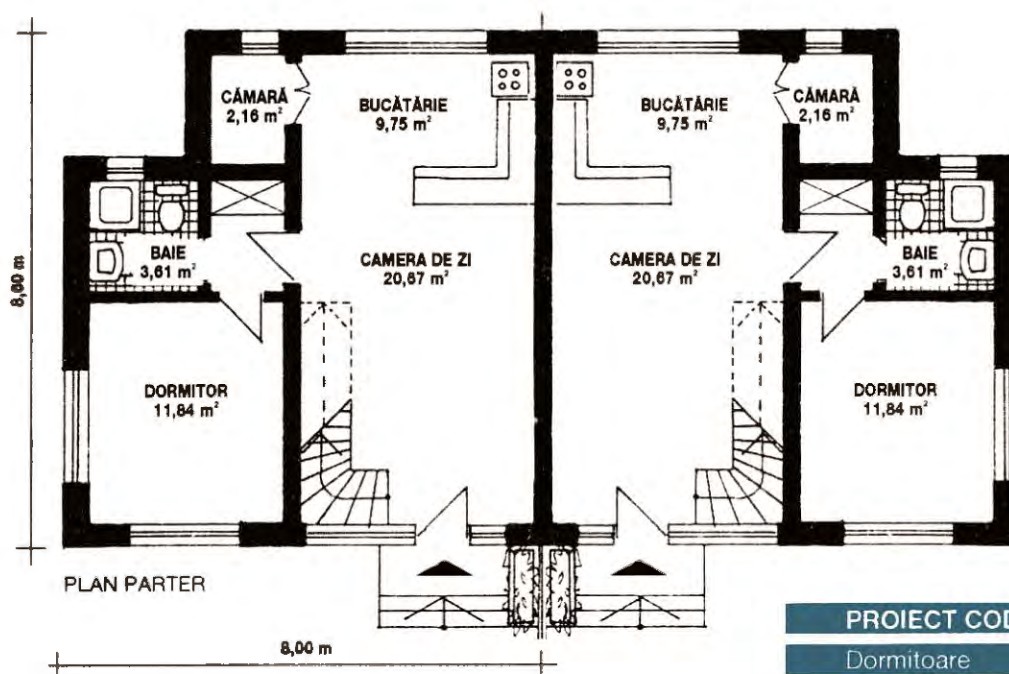 CĂMARĂ
2,16 m²
BUCĂTĂRIE
9,75 m²
BUCĂTĂRIE
9,75 m²
CĂMARĂ
2,16 m²
BAIE
3,61 m²
CAMERA DE ZI
20,67 m²
CAMERA DE ZI
20,67 m²
BAIE
3,61 m²
8,60 m
DORMITOR
11,84 m²
DORMITOR
11,84 m²
PLAN PARTER
8,00 m
PROIECT COD
Dormitoare